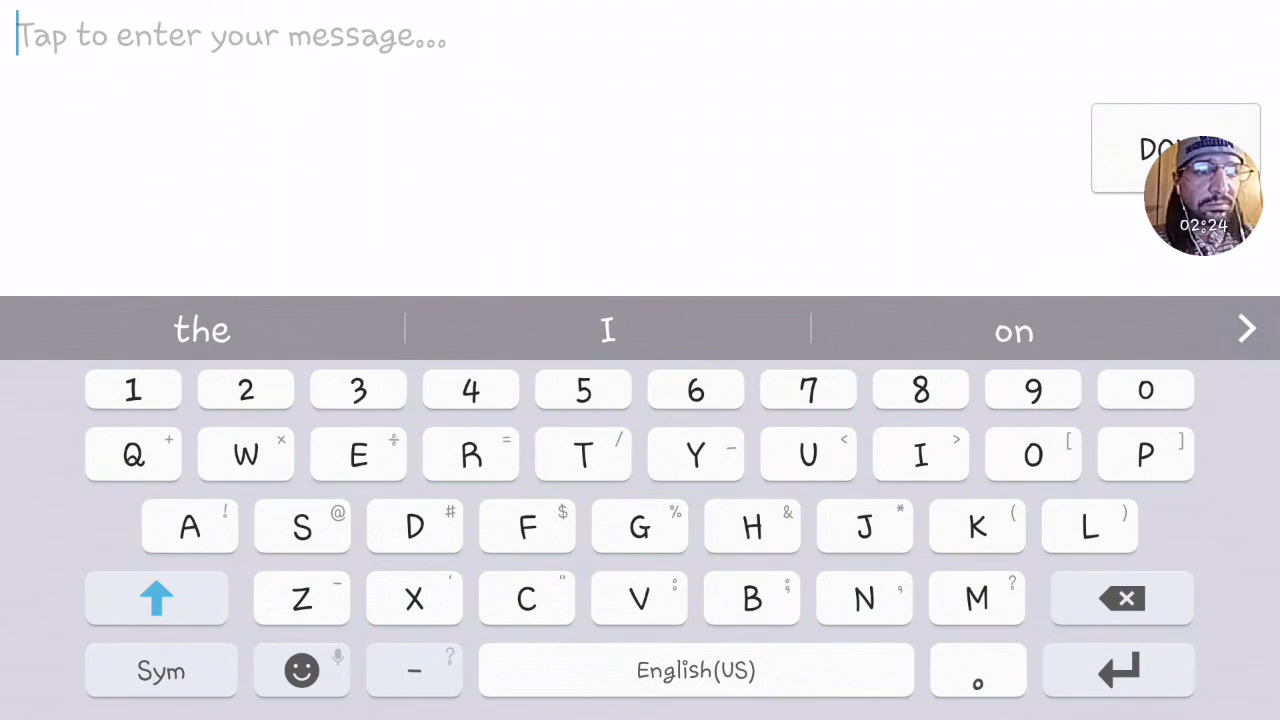 Tap to enter your message...
DO
02:24
the I on
1 2 3 4 5 6 7 8 9 0
Q + W × E ÷ R = T / Y _ U < I > O [ P ]
A ! S @ D # F $ G % H & J * K ( L )
Z - X ' C " V : B ; N , M ?
Sym - ? English(US) .